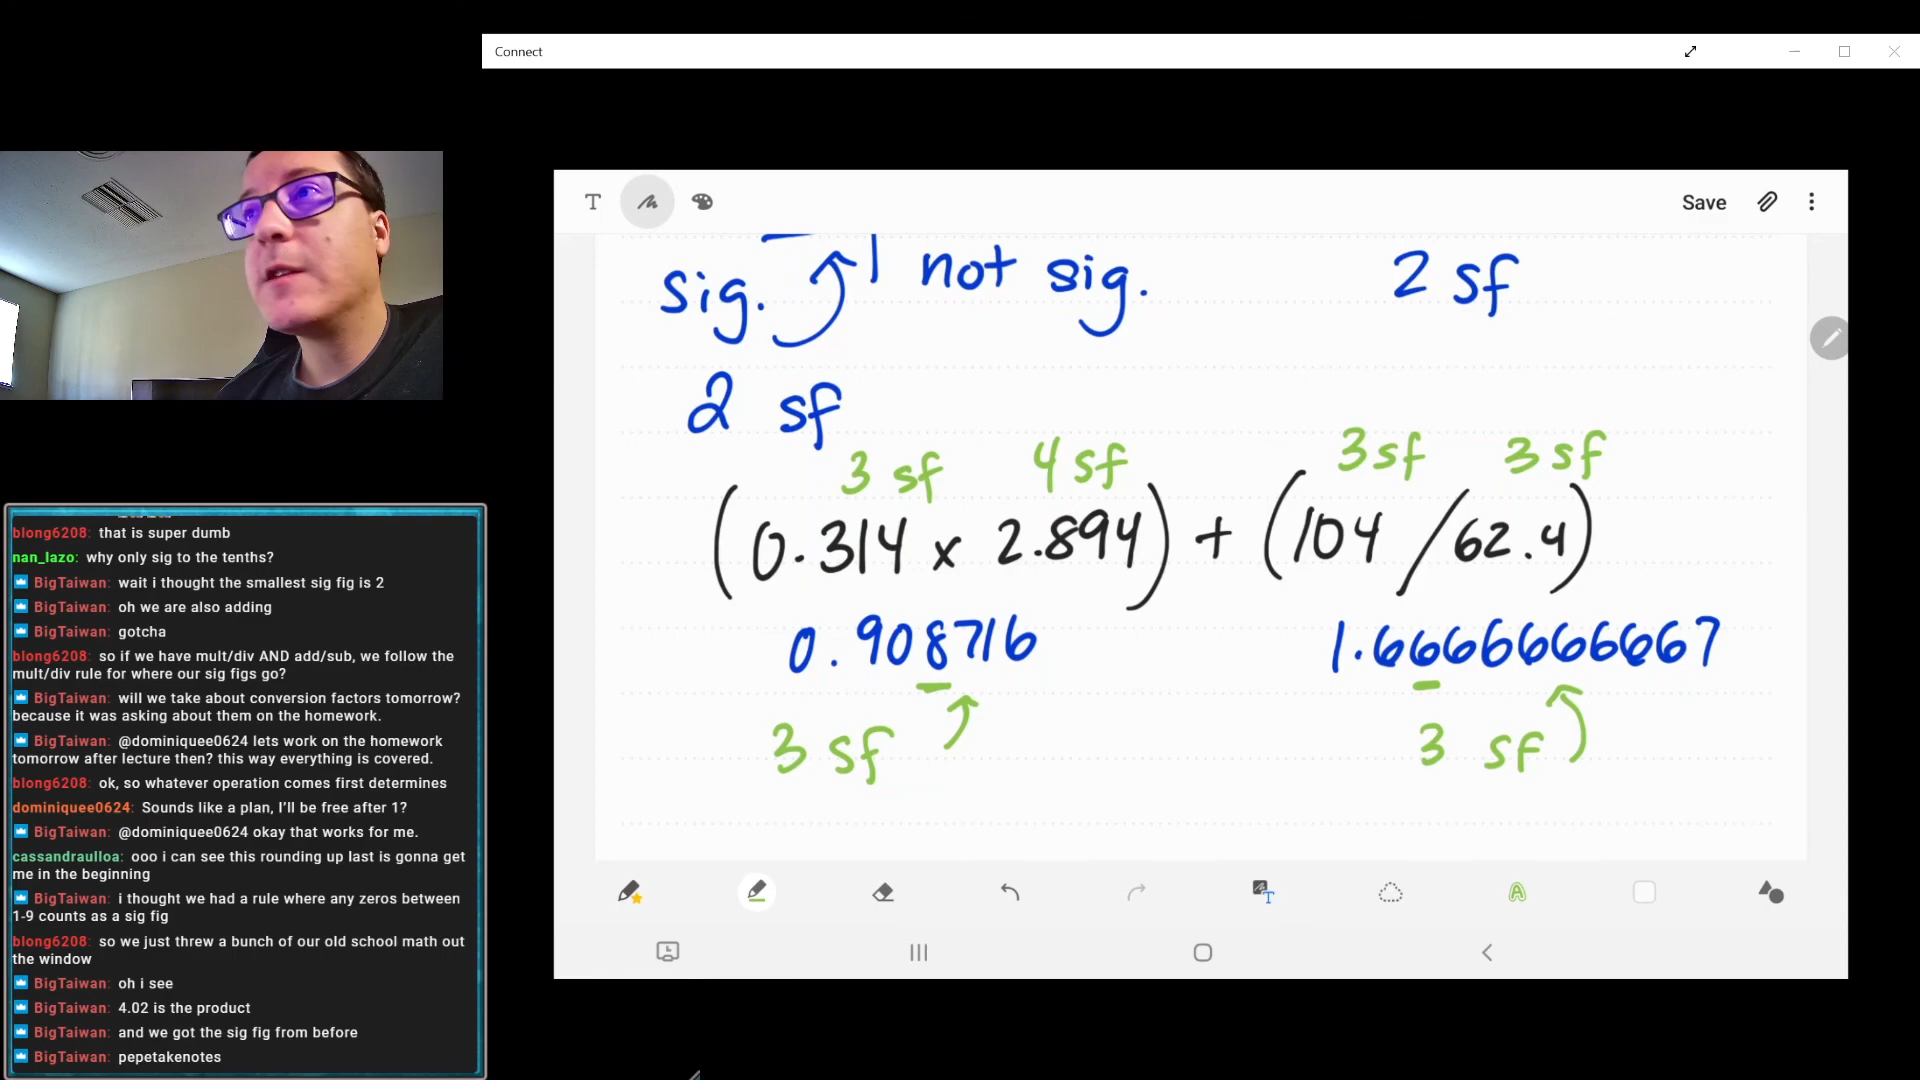 Connect
T
Save
sig. not sig. 2 sf
2 sf
3 sf 4 sf 3 sf 3 sf
(0.314 x 2.894) + (104 / 62.4)
0.908716 1.6666666667
3 sf 3 sf
blong6208: that is super dumb
nan_lazo: why only sig to the tenths?
BigTaiwan: wait i thought the smallest sig fig is 2
BigTaiwan: oh we are also adding
BigTaiwan: gotcha
blong6208: so if we have mult/div AND add/sub, we follow the
mult/div rule for where our sig figs go?
BigTaiwan: will we take about conversion factors tomorrow?
because it was asking about them on the homework.
BigTaiwan: @dominiquee0624 lets work on the homework
tomorrow after lecture then? this way everything is covered.
blong6208: ok, so whatever operation comes first determines
dominiquee0624: Sounds like a plan, I'll be free after 1?
BigTaiwan: @dominiquee0624 okay that works for me.
cassandraulloa: ooo i can see this rounding up last is gonna get
me in the beginning
BigTaiwan: i thought we had a rule where any zeros between
1-9 counts as a sig fig
blong6208: so we just threw a bunch of our old school math out
the window
BigTaiwan: oh i see
BigTaiwan: 4.02 is the product
BigTaiwan: and we got the sig fig from before
BigTaiwan: pepetakenotes